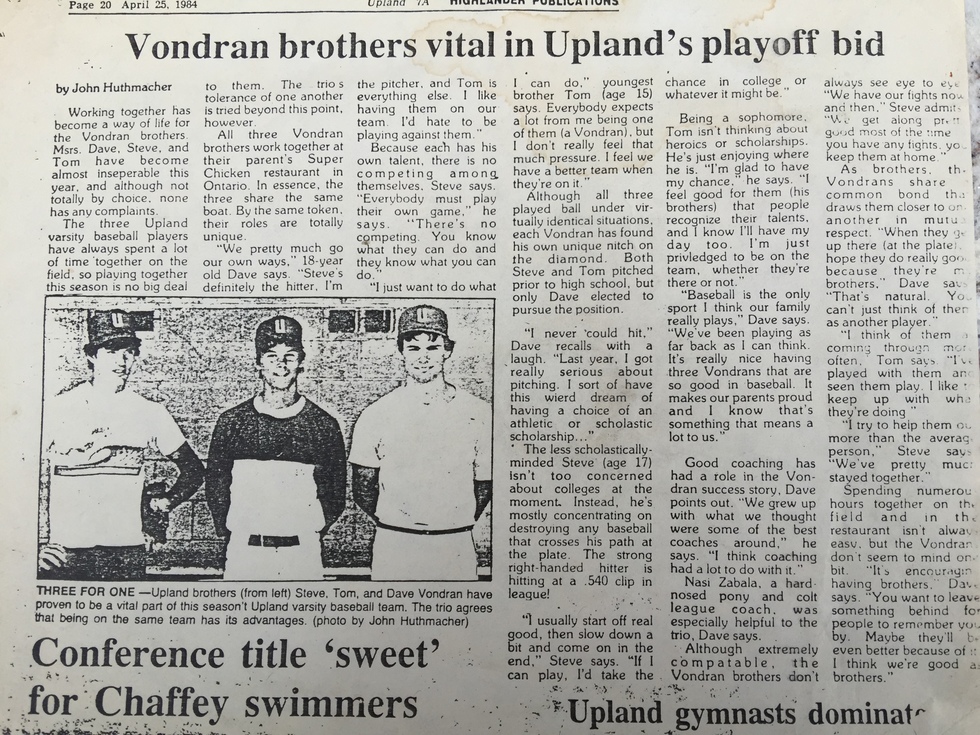 Page 20 April 25, 1984
Upland 7A HIGHLANDER PUBLICATIONS
Vondran brothers vital in Upland's playoff bid
by John Huthmacher
Working together has
become a way of life for
the Vondran brothers.
Msrs. Dave, Steve, and
Tom have become
almost inseperable this
year, and although not
totally by choice, none
has any complaints.
The three Upland
varsity baseball players
have always spent a lot
of time together on the
field, so playing together
this season is no big deal
to them. The trio's
tolerance of one another
is tried beyond this point,
however.
All three Vondran
brothers work together at
their parent's Super
Chicken restaurant in
Ontario. In essence, the
three share the same
boat. By the same token,
their roles are totally
unique.
"We pretty much go
our own ways," 18-year
old Dave says. "Steve's
definitely the hitter, I'm
the pitcher, and Tom is
everything else. I like
having them on our
team. I'd hate to be
playing against them."
Because each has his
own talent, there is no
competing among
themselves, Steve says.
"Everybody must play
their own game," he
says. "There's no
competing. You know
what they can do and
they know what you can
do."
"I just want to do what
I can do," youngest
brother Tom (age 15)
says. Everybody expects
a lot from me being one
of them (a Vondran), but
I don't really feel that
much pressure. I feel we
have a better team when
they're on it."
Although all three
played ball under vir-
tually identical situations,
each Vondran has found
his own unique nitch on
the diamond. Both
Steve and Tom pitched
prior to high school, but
only Dave elected to
pursue the position.
"I never could hit,"
Dave recalls with a
laugh. "Last year, I got
really serious about
pitching. I sort of have
this wierd dream of
having a choice of an
athletic or scholastic
scholarship..."
The less scholastically-
minded Steve (age 17)
isn't too concerned
about colleges at the
moment. Instead, he's
mostly concentrating on
destroying any baseball
that crosses his path at
the plate. The strong
right-handed hitter is
hitting at a .540 clip in
league!
"I usually start off real
good, then slow down a
bit and come on in the
end," Steve says. "If I
can play, I'd take the
chance in college or
whatever it might be."
Being a sophomore,
Tom isn't thinking about
heroics or scholarships.
He's just enjoying where
he is. "I'm glad to have
my chance." he says. "I
feel good for them (his
brothers) that people
recognize their talents,
and I know I'll have my
day too. I'm just
privledged to be on the
team, whether they're
there or not."
"Baseball is the only
sport I think our family
really plays," Dave says.
"We've been playing as
far back as I can think.
It's really nice having
three Vondrans that are
so good in baseball. It
makes our parents proud
and I know that's
something that means a
lot to us."
Good coaching has
had a role in the Von-
dran success story, Dave
points out. "We grew up
with what we thought
were some of the best
coaches around," he
says. "I think coaching
had a lot to do with it."
Nasi Zabala, a hard-
nosed pony and colt
league coach, was
especially helpful to the
trio, Dave says.
Although extremely
compatable, the
Vondran brothers don't
always see eye to eye
"We have our fights now
and then," Steve admits
get along
good most of the time
you have any fights,
keep them at home."
As brothers,
Vondrans share
common bond
draws them closer to
another in
respect. "When they
up there (at the plate)
hope they do really
because they're
brothers," Dave
"That's natural.
can't just think of
as another player."
"I think of them
coming through
often, Tom says
played with them
seen them play. I like
keep up with
they're doing"
"I try to help them
more than the
person," Steve
"We've pretty
stayed together."
Spending
hours together on
field and in
restaurant isn't
easy, but the
don't seem to mind
bit. "It's
having brothers,"
says. "You want to leave
something behind
people to remember
by. Maybe they'll
even better because of
I think we're good
brothers."
THREE FOR ONE —Upland brothers (from left) Steve, Tom, and Dave Vondran have
proven to be a vital part of this season's Upland varsity baseball team. The trio agrees
that being on the same team has its advantages. (photo by John Huthmacher)
Conference title 'sweet'
for Chaffey swimmers
Upland gymnasts